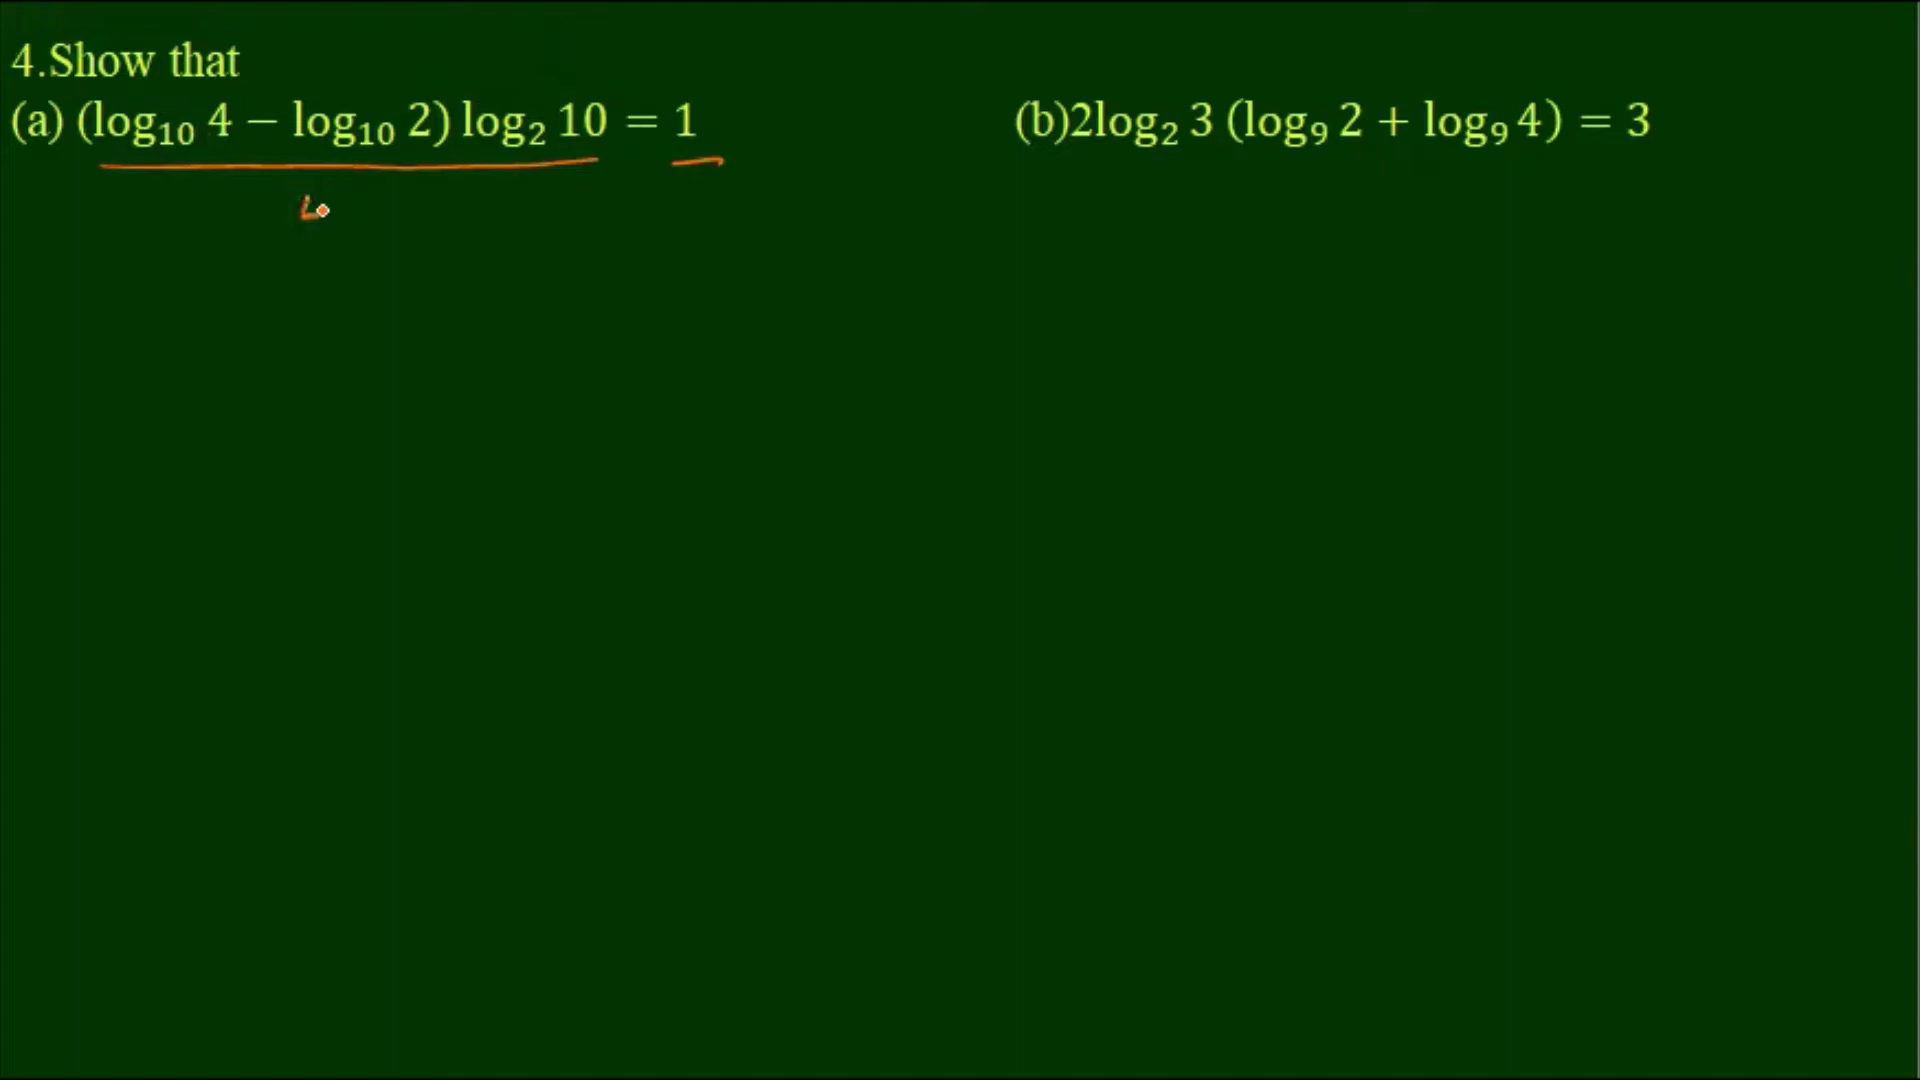 4.Show that
(a) (log₁₀ 4 − log₁₀ 2) log₂ 10 = 1
(b)2log₂ 3 (log₉ 2 + log₉ 4) = 3
L